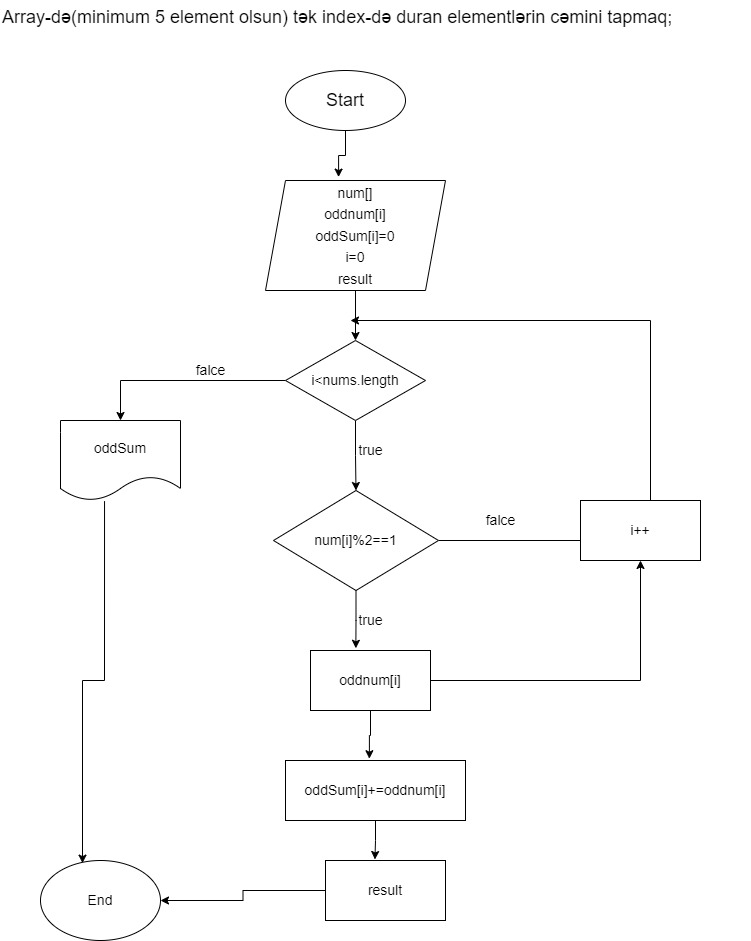 Array-də(minimum 5 element olsun) tək index-də duran elementlərin cəmini tapmaq;
Start
num[]
oddnum[i]
oddSum[i]=0
i=0
result
i<nums.length
falce
oddSum
true
num[i]%2==1
falce
i++
true
oddnum[i]
oddSum[i]+=oddnum[i]
result
End